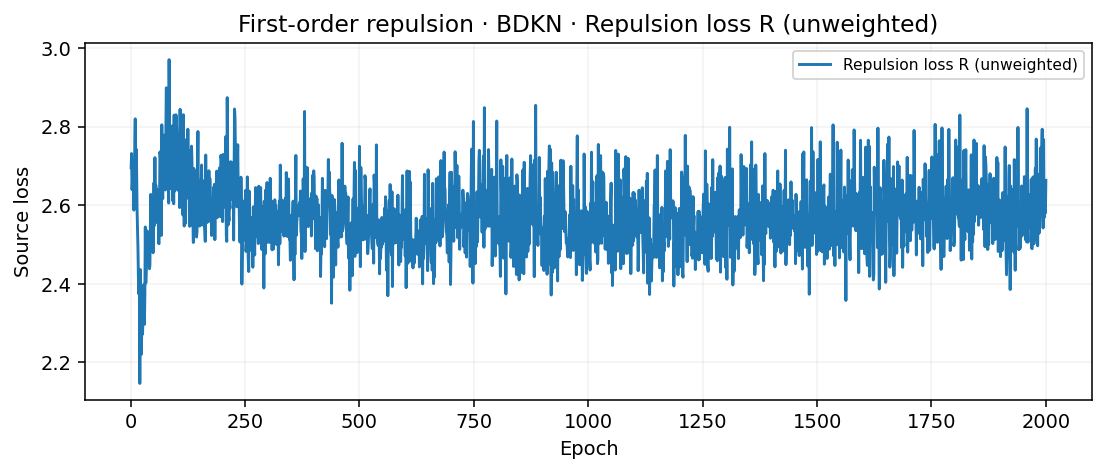 First-order repulsion · BDKN · Repulsion loss R (unweighted)
Repulsion loss R (unweighted)
Source loss
3.0
2.8
2.6
2.4
2.2
0 250 500 750 1000 1250 1500 1750 2000
Epoch